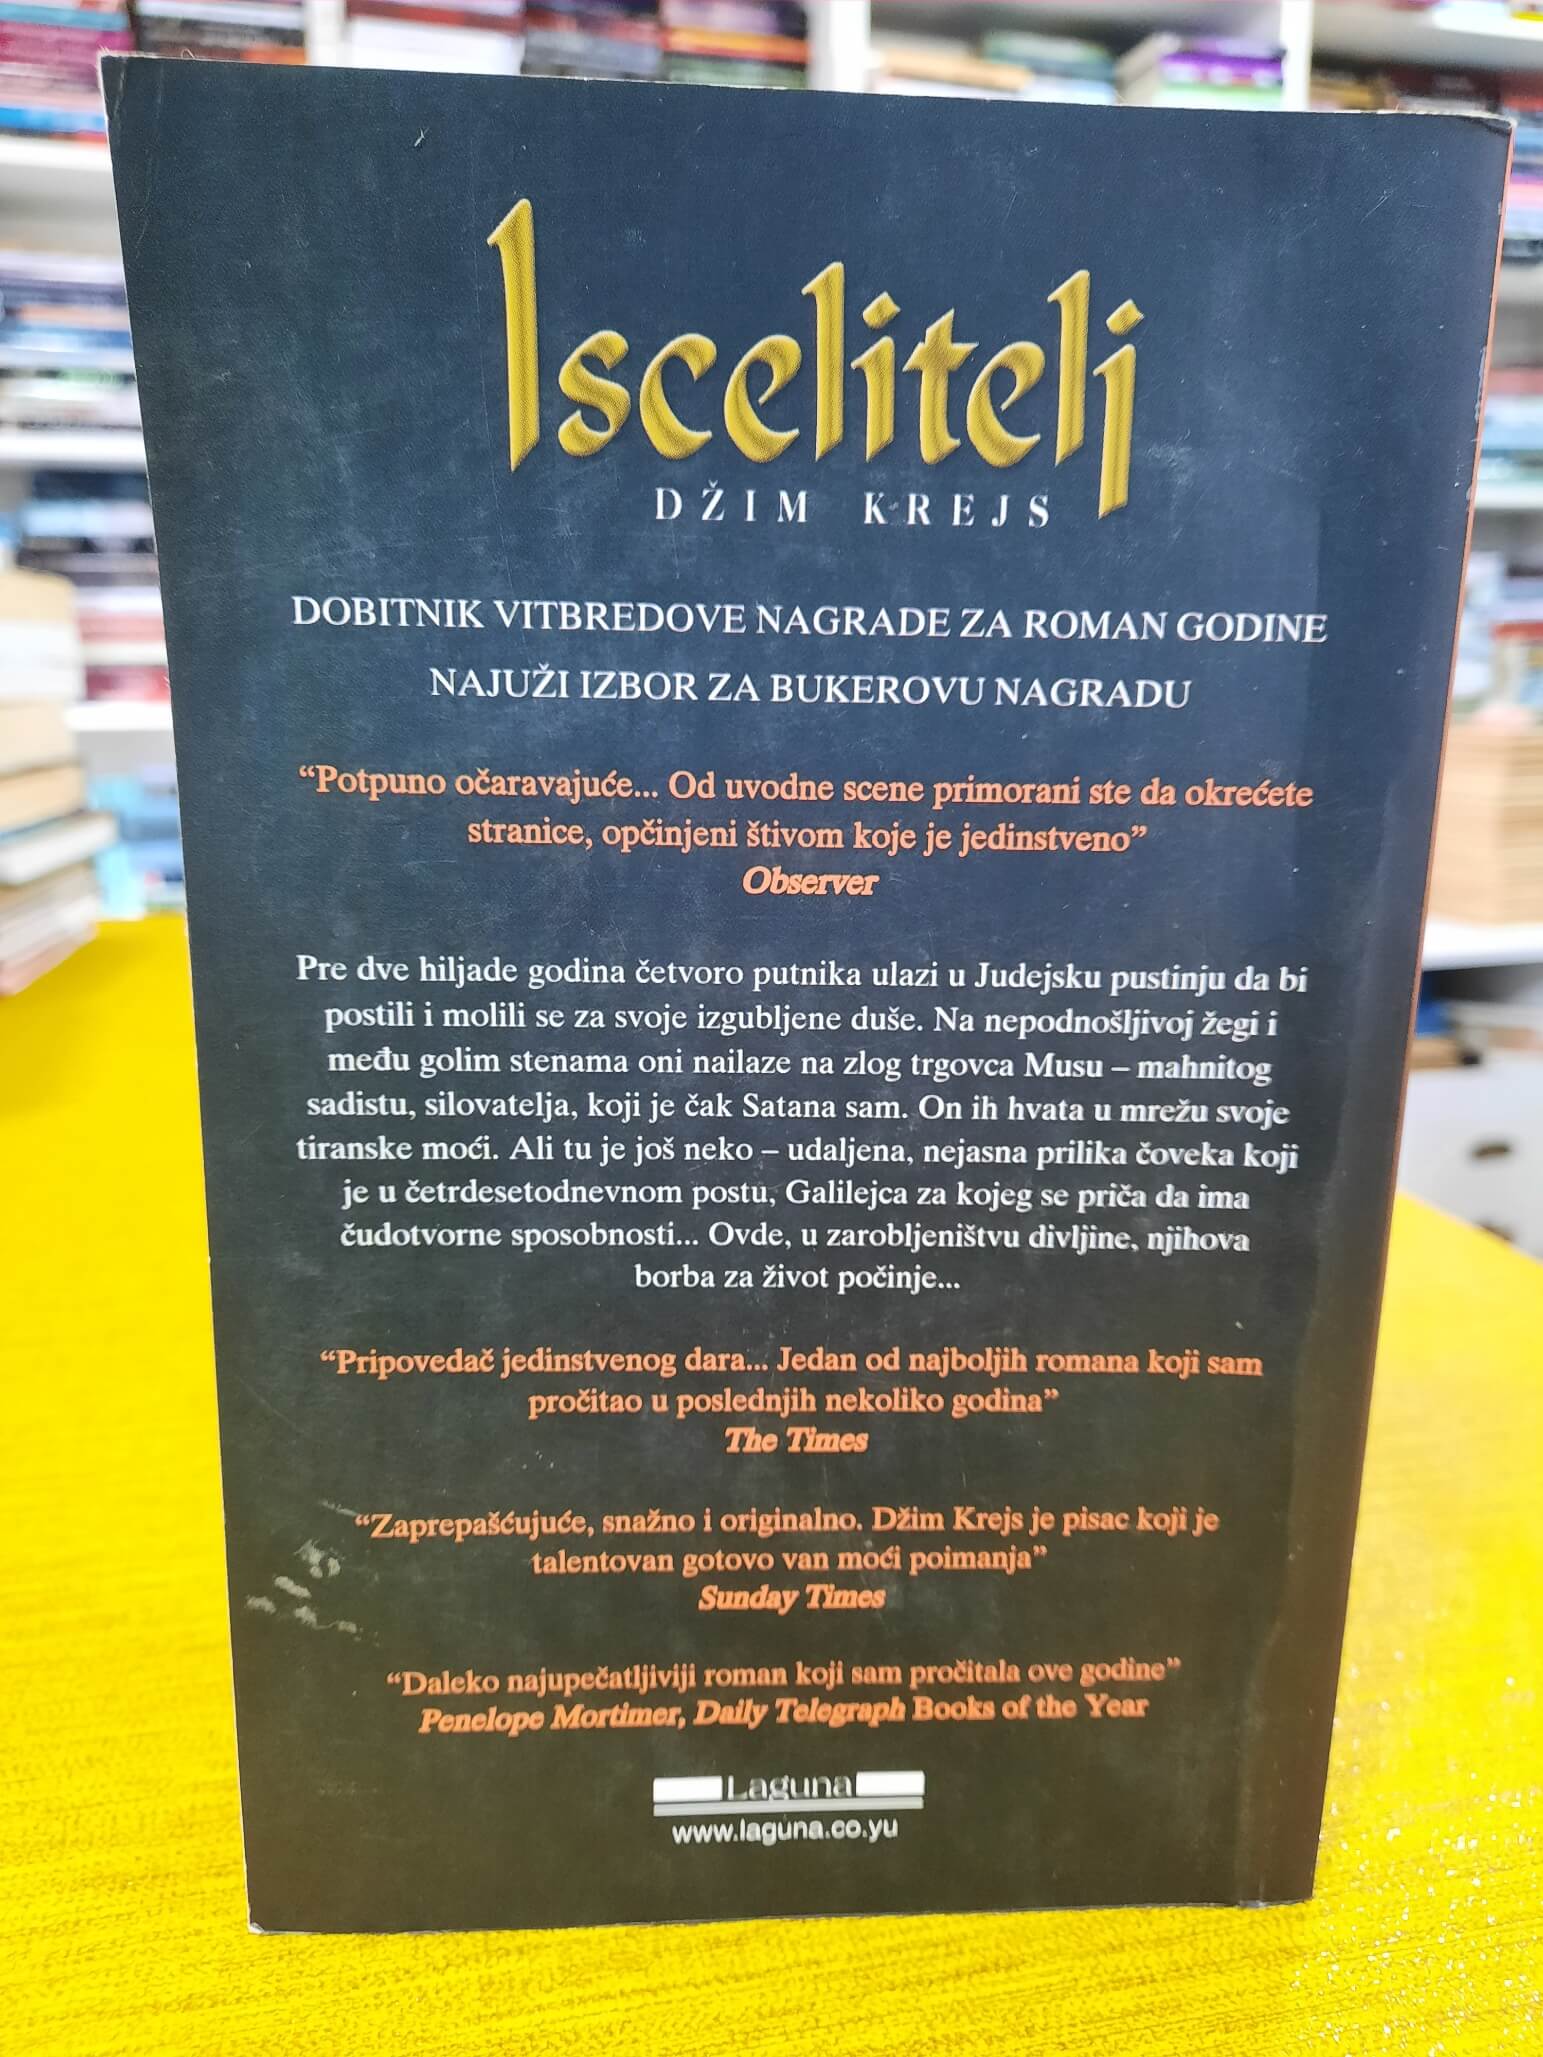 Iscelitelj
DŽIM KREJS
DOBITNIK VITBREDOVE NAGRADE ZA ROMAN GODINE
NAJUŽI IZBOR ZA BUKEROVU NAGRADU
“Potpuno očaravajuće... Od uvodne scene primorani ste da okrećete
stranice, opčinjeni štivom koje je jedinstveno”
Observer
Pre dve hiljade godina četvoro putnika ulazi u Judejsku pustinju da bi
postili i molili se za svoje izgubljene duše. Na nepodnošljivoj žegi i
među golim stenama oni nailaze na zlog trgovca Musu – mahnitog
sadistu, silovatelja, koji je čak Satana sam. On ih hvata u mrežu svoje
tiranske moći. Ali tu je još neko – udaljena, nejasna prilika čoveka koji
je u četrdesetodnevnom postu, Galilejca za kojeg se priča da ima
čudotvorne sposobnosti... Ovde, u zarobljeništvu divljine, njihova
borba za život počinje...
“Pripovedač jedinstvenog dara... Jedan od najboljih romana koji sam
pročitao u poslednjih nekoliko godina”
The Times
“Zaprepašćujuće, snažno i originalno. Džim Krejs je pisac koji je
talentovan gotovo van moći poimanja”
Sunday Times
“Daleko najupečatljiviji roman koji sam pročitala ove godine”
Penelope Mortimer, Daily Telegraph Books of the Year
Laguna
www.laguna.co.yu